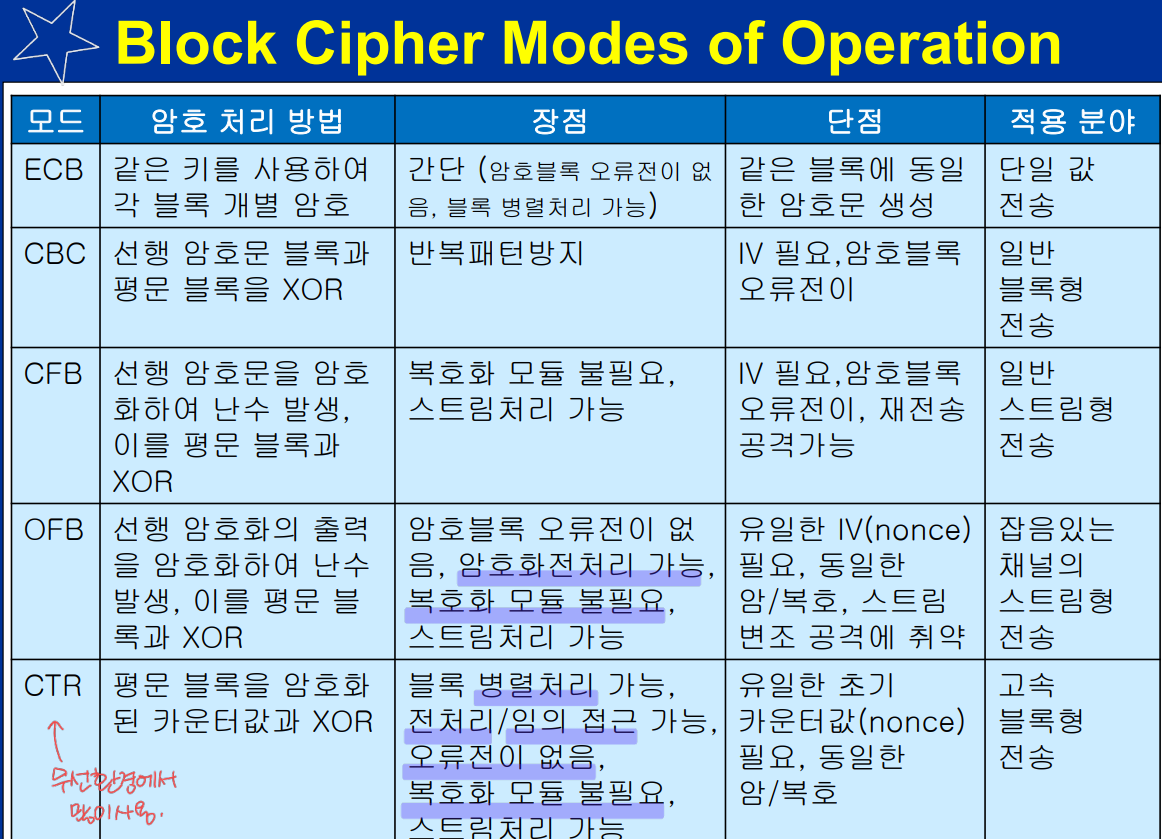 Block Cipher Modes of Operation
모드 암호 처리 방법 장점 단점 적용 분야
ECB
같은 키를 사용하여
각 블록 개별 암호
간단 (암호블록 오류전이 없
음, 블록 병렬처리 가능)
같은 블록에 동일
한 암호문 생성
단일 값
전송
CBC
선행 암호문 블록과
평문 블록을 XOR
반복패턴방지
IV 필요,암호블록
오류전이
일반
블록형
전송
CFB
선행 암호문을 암호
화하여 난수 발생,
이를 평문 블록과
XOR
복호화 모듈 불필요,
스트림처리 가능
IV 필요,암호블록
오류전이, 재전송
공격가능
일반
스트림형
전송
OFB
선행 암호화의 출력
을 암호화하여 난수
발생, 이를 평문 블
록과 XOR
암호블록 오류전이 없
음, 암호화전처리 가능,
복호화 모듈 불필요,
스트림처리 가능
유일한 IV(nonce)
필요, 동일한
암/복호, 스트림
변조 공격에 취약
잡음있는
채널의
스트림형
전송
CTR
평문 블록을 암호화
된 카운터값과 XOR
블록 병렬처리 가능,
전처리/임의 접근 가능,
오류전이 없음,
복호화 모듈 불필요,
스트림처리 가능
유일한 초기
카운터값(nonce)
필요, 동일한
암/복호
고속
블록형
전송
무선환경에서
많이사용.